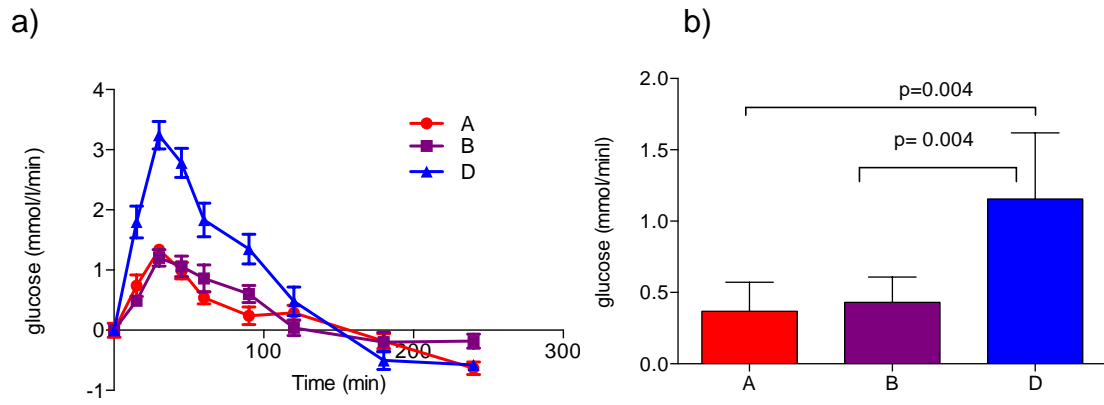 a)
4
3
2
1
0
-1
100
200
300
glucose (mmol/l/min)
Time (min)
A
B
D
b)
2.0
1.5
1.0
0.5
0.0
glucose (mmol/minl)
p=0.004
p= 0.004
A
B
D